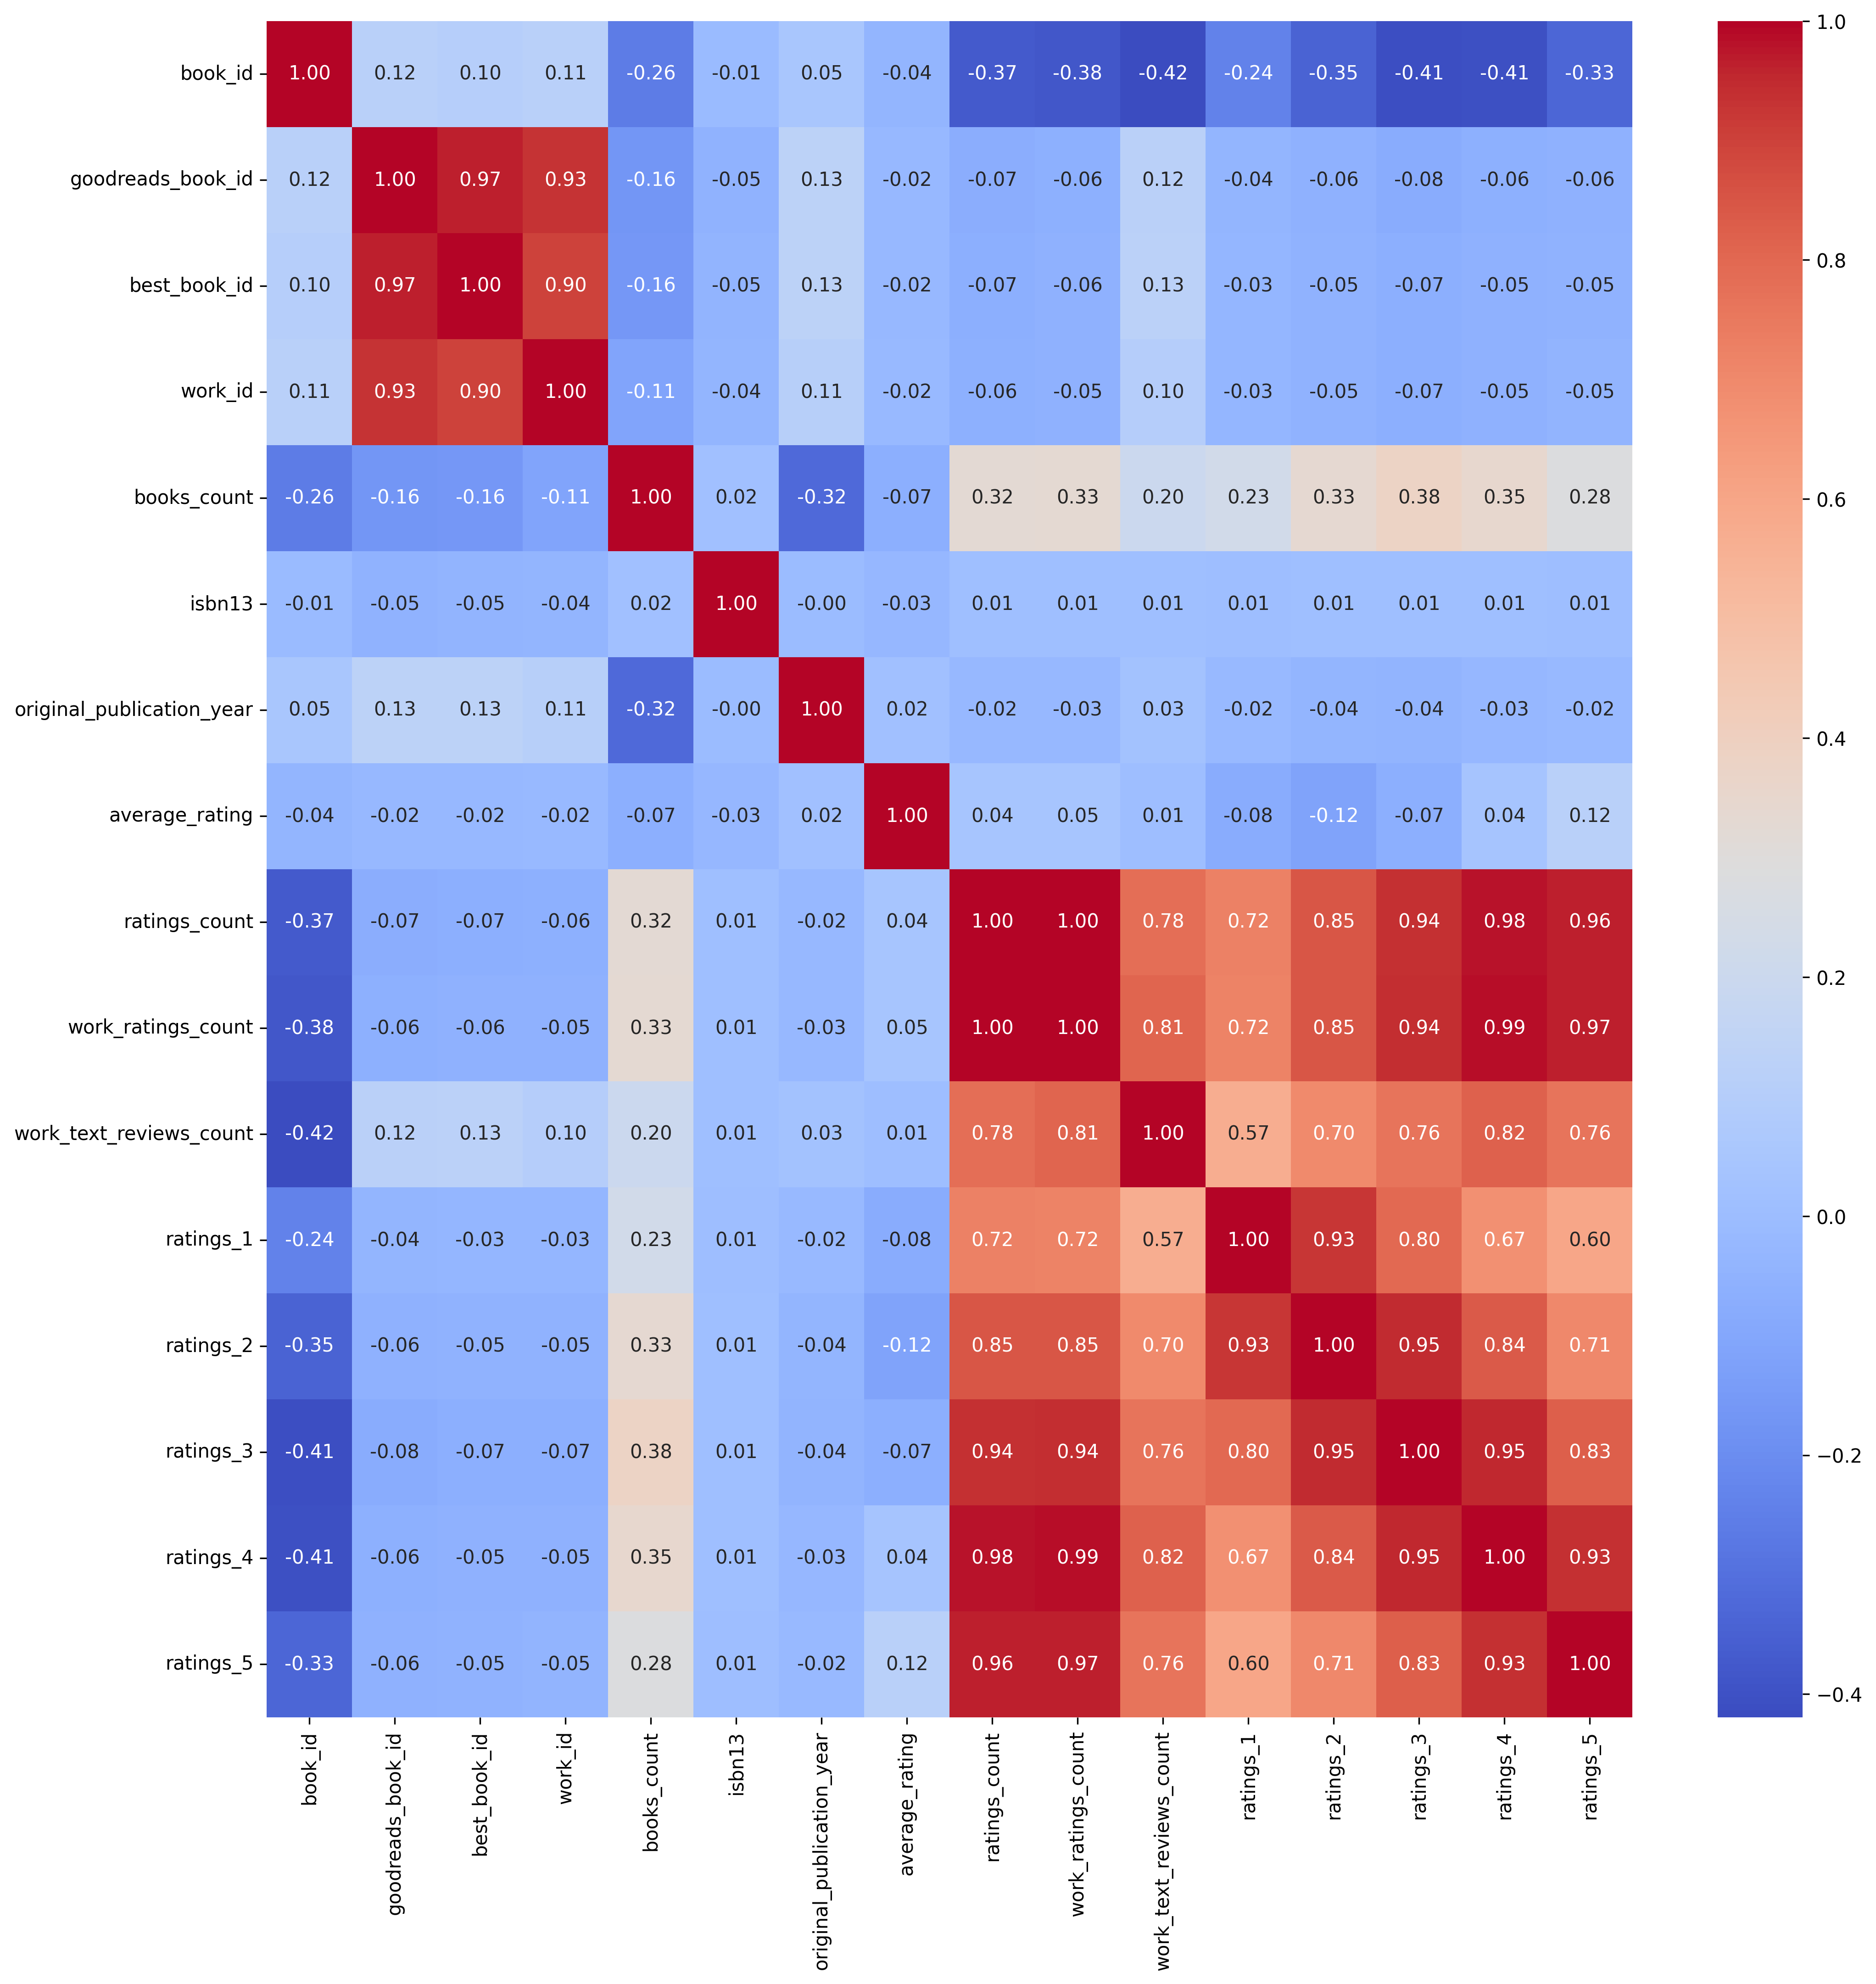 book_id 1.00 0.12 0.10 0.11 -0.26 -0.01 0.05 -0.04 -0.37 -0.38 -0.42 -0.24 -0.35 -0.41 -0.41 -0.33
goodreads_book_id 0.12 1.00 0.97 0.93 -0.16 -0.05 0.13 -0.02 -0.07 -0.06 0.12 -0.04 -0.06 -0.08 -0.06 -0.06
best_book_id 0.10 0.97 1.00 0.90 -0.16 -0.05 0.13 -0.02 -0.07 -0.06 0.13 -0.03 -0.05 -0.07 -0.05 -0.05
work_id 0.11 0.93 0.90 1.00 -0.11 -0.04 0.11 -0.02 -0.06 -0.05 0.10 -0.03 -0.05 -0.07 -0.05 -0.05
books_count -0.26 -0.16 -0.16 -0.11 1.00 0.02 -0.32 -0.07 0.32 0.33 0.20 0.23 0.33 0.38 0.35 0.28
isbn13 -0.01 -0.05 -0.05 -0.04 0.02 1.00 -0.00 -0.03 0.01 0.01 0.01 0.01 0.01 0.01 0.01 0.01
original_publication_year 0.05 0.13 0.13 0.11 -0.32 -0.00 1.00 0.02 -0.02 -0.03 0.03 -0.02 -0.04 -0.04 -0.03 -0.02
average_rating -0.04 -0.02 -0.02 -0.02 -0.07 -0.03 0.02 1.00 0.04 0.05 0.01 -0.08 -0.12 -0.07 0.04 0.12
ratings_count -0.37 -0.07 -0.07 -0.06 0.32 0.01 -0.02 0.04 1.00 1.00 0.78 0.72 0.85 0.94 0.98 0.96
work_ratings_count -0.38 -0.06 -0.06 -0.05 0.33 0.01 -0.03 0.05 1.00 1.00 0.81 0.72 0.85 0.94 0.99 0.97
work_text_reviews_count -0.42 0.12 0.13 0.10 0.20 0.01 0.03 0.01 0.78 0.81 1.00 0.57 0.70 0.76 0.82 0.76
ratings_1 -0.24 -0.04 -0.03 -0.03 0.23 0.01 -0.02 -0.08 0.72 0.72 0.57 1.00 0.93 0.80 0.67 0.60
ratings_2 -0.35 -0.06 -0.05 -0.05 0.33 0.01 -0.04 -0.12 0.85 0.85 0.70 0.93 1.00 0.95 0.84 0.71
ratings_3 -0.41 -0.08 -0.07 -0.07 0.38 0.01 -0.04 -0.07 0.94 0.94 0.76 0.80 0.95 1.00 0.95 0.83
ratings_4 -0.41 -0.06 -0.05 -0.05 0.35 0.01 -0.03 0.04 0.98 0.99 0.82 0.67 0.84 0.95 1.00 0.93
ratings_5 -0.33 -0.06 -0.05 -0.05 0.28 0.01 -0.02 0.12 0.96 0.97 0.76 0.60 0.71 0.83 0.93 1.00
book_id
goodreads_book_id
best_book_id
work_id
books_count
isbn13
original_publication_year
average_rating
ratings_count
work_ratings_count
work_text_reviews_count
ratings_1
ratings_2
ratings_3
ratings_4
ratings_5
1.0
0.8
0.6
0.4
0.2
0.0
−0.2
−0.4